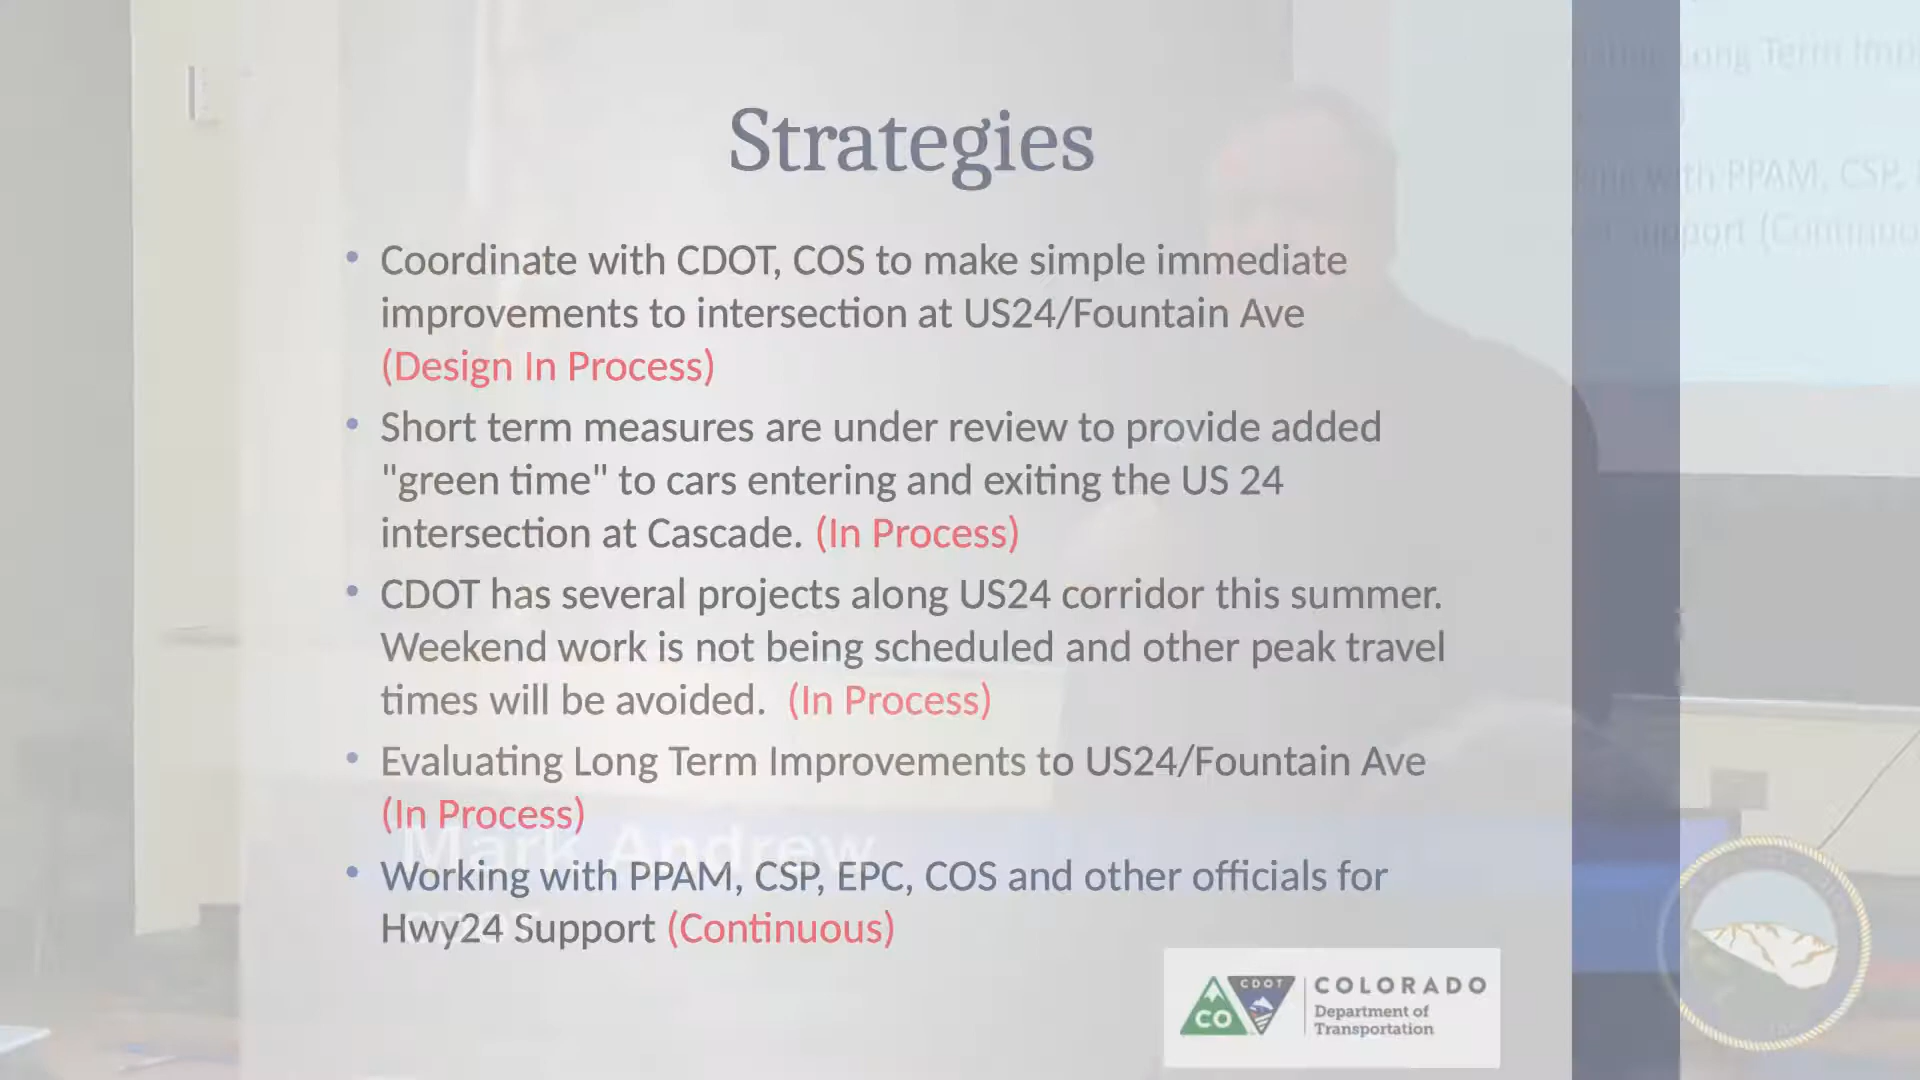 Strategies
• Coordinate with CDOT, COS to make simple immediate
improvements to intersection at US24/Fountain Ave
(Design In Process)
• Short term measures are under review to provide added
"green time" to cars entering and exiting the US 24
intersection at Cascade. (In Process)
• CDOT has several projects along US24 corridor this summer.
Weekend work is not being scheduled and other peak travel
times will be avoided. (In Process)
• Evaluating Long Term Improvements to US24/Fountain Ave
(In Process)
• Working with PPAM, CSP, EPC, COS and other officials for
Hwy24 Support (Continuous)
Mark Andrew
Long Term
with PPAM, CSP,
CDOT
CO
COLORADO
Department of
Transportation